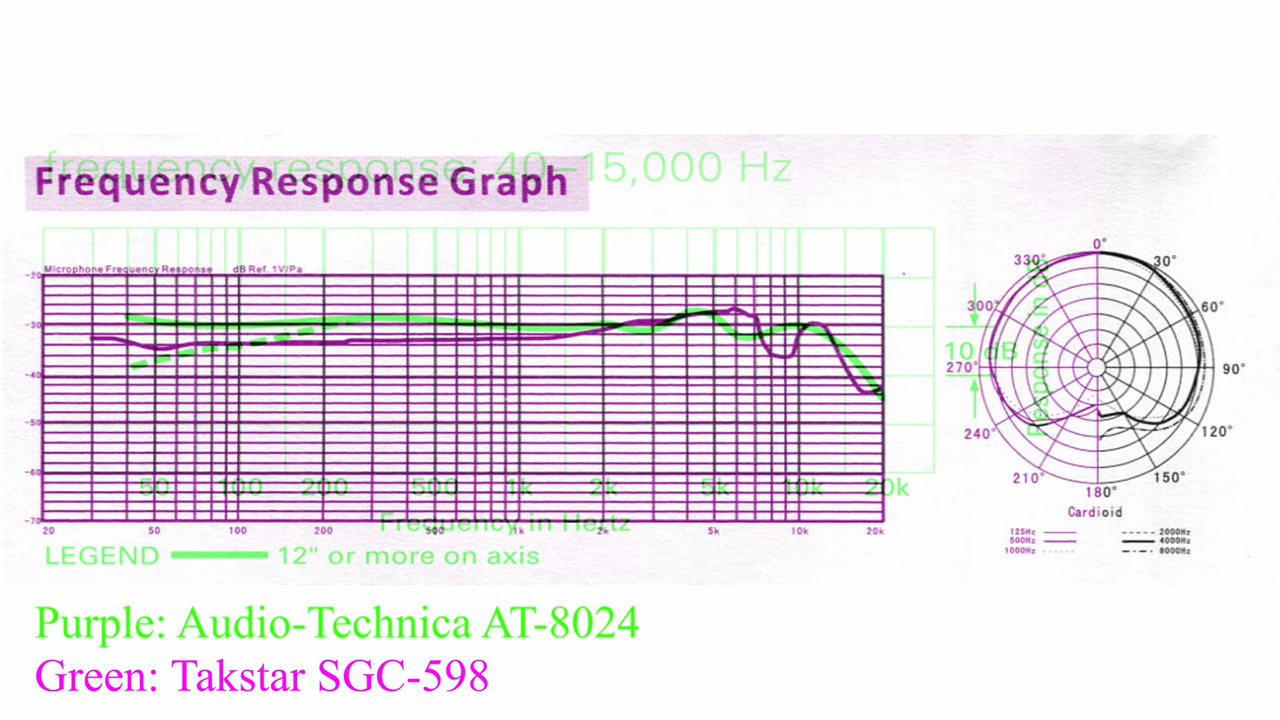 frequency response: 40–15,000 Hz
Frequency Response Graph
Microphone Frequency Response dB Ref. 1V/Pa
-20
-30
-40
-50
-60
-70
50 100 200 500 1k 2k 5k 10k 20k
20 50 100 200 500 1k 2k 5k 10k 20k
Frequency in Hertz
LEGEND 12" or more on axis
10 dB
Response in dB
0°
330° 30°
300° 60°
270° 90°
240° 120°
210° 150°
180°
Cardioid
125Hz 2000Hz
500Hz 4000Hz
1000Hz 8000Hz
Purple: Audio-Technica AT-8024
Green: Takstar SGC-598